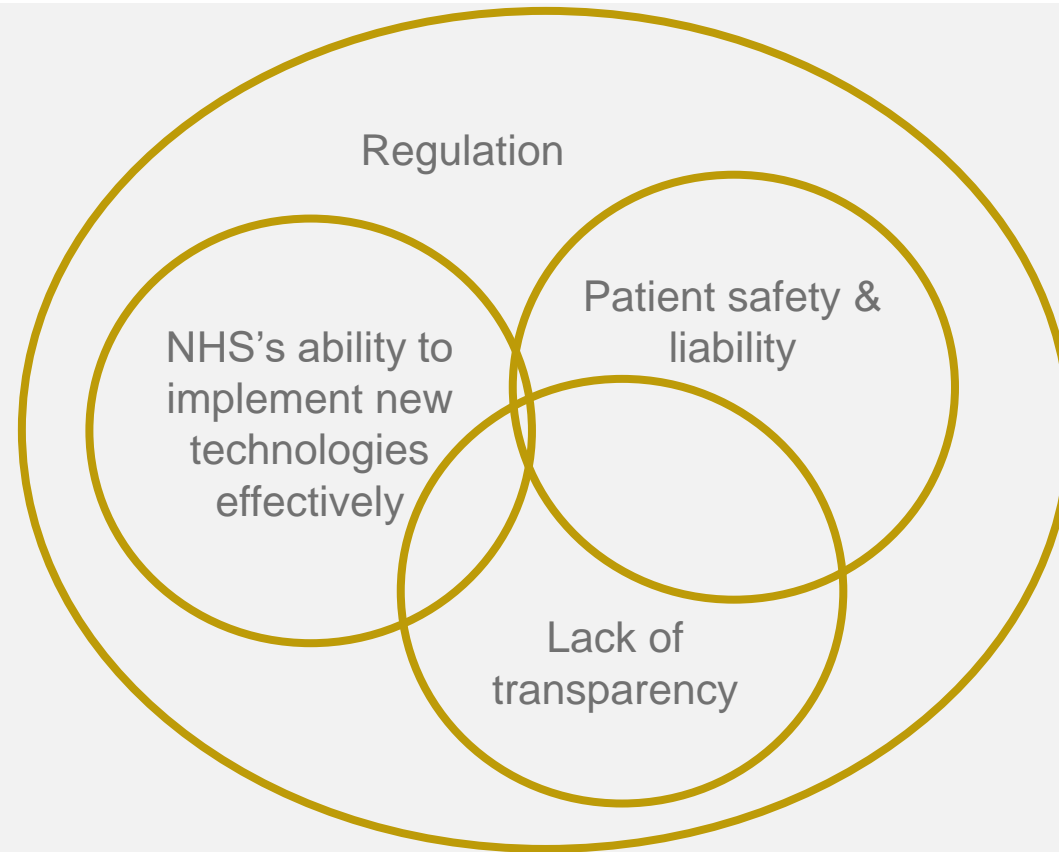 Regulation
Patient safety &
liability
NHS’s ability to
implement new
technologies
effectively
Lack of
transparency